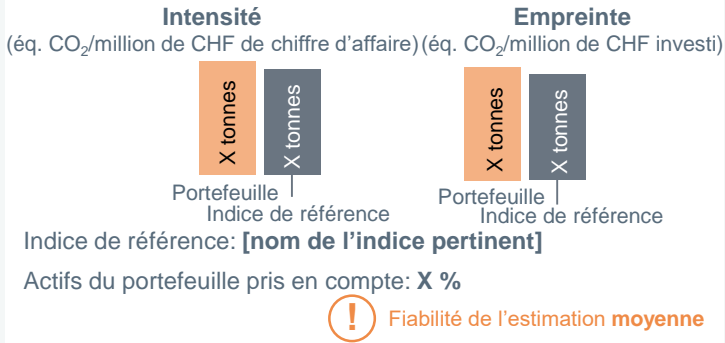 Intensité
(éq. CO₂/million de CHF de chiffre d’affaire)
X tonnes
X tonnes
Portefeuille
Indice de référence
Empreinte
(éq. CO₂/million de CHF investi)
X tonnes
X tonnes
Portefeuille
Indice de référence
Indice de référence: [nom de l’indice pertinent]
Actifs du portefeuille pris en compte: X %
! Fiabilité de l’estimation moyenne